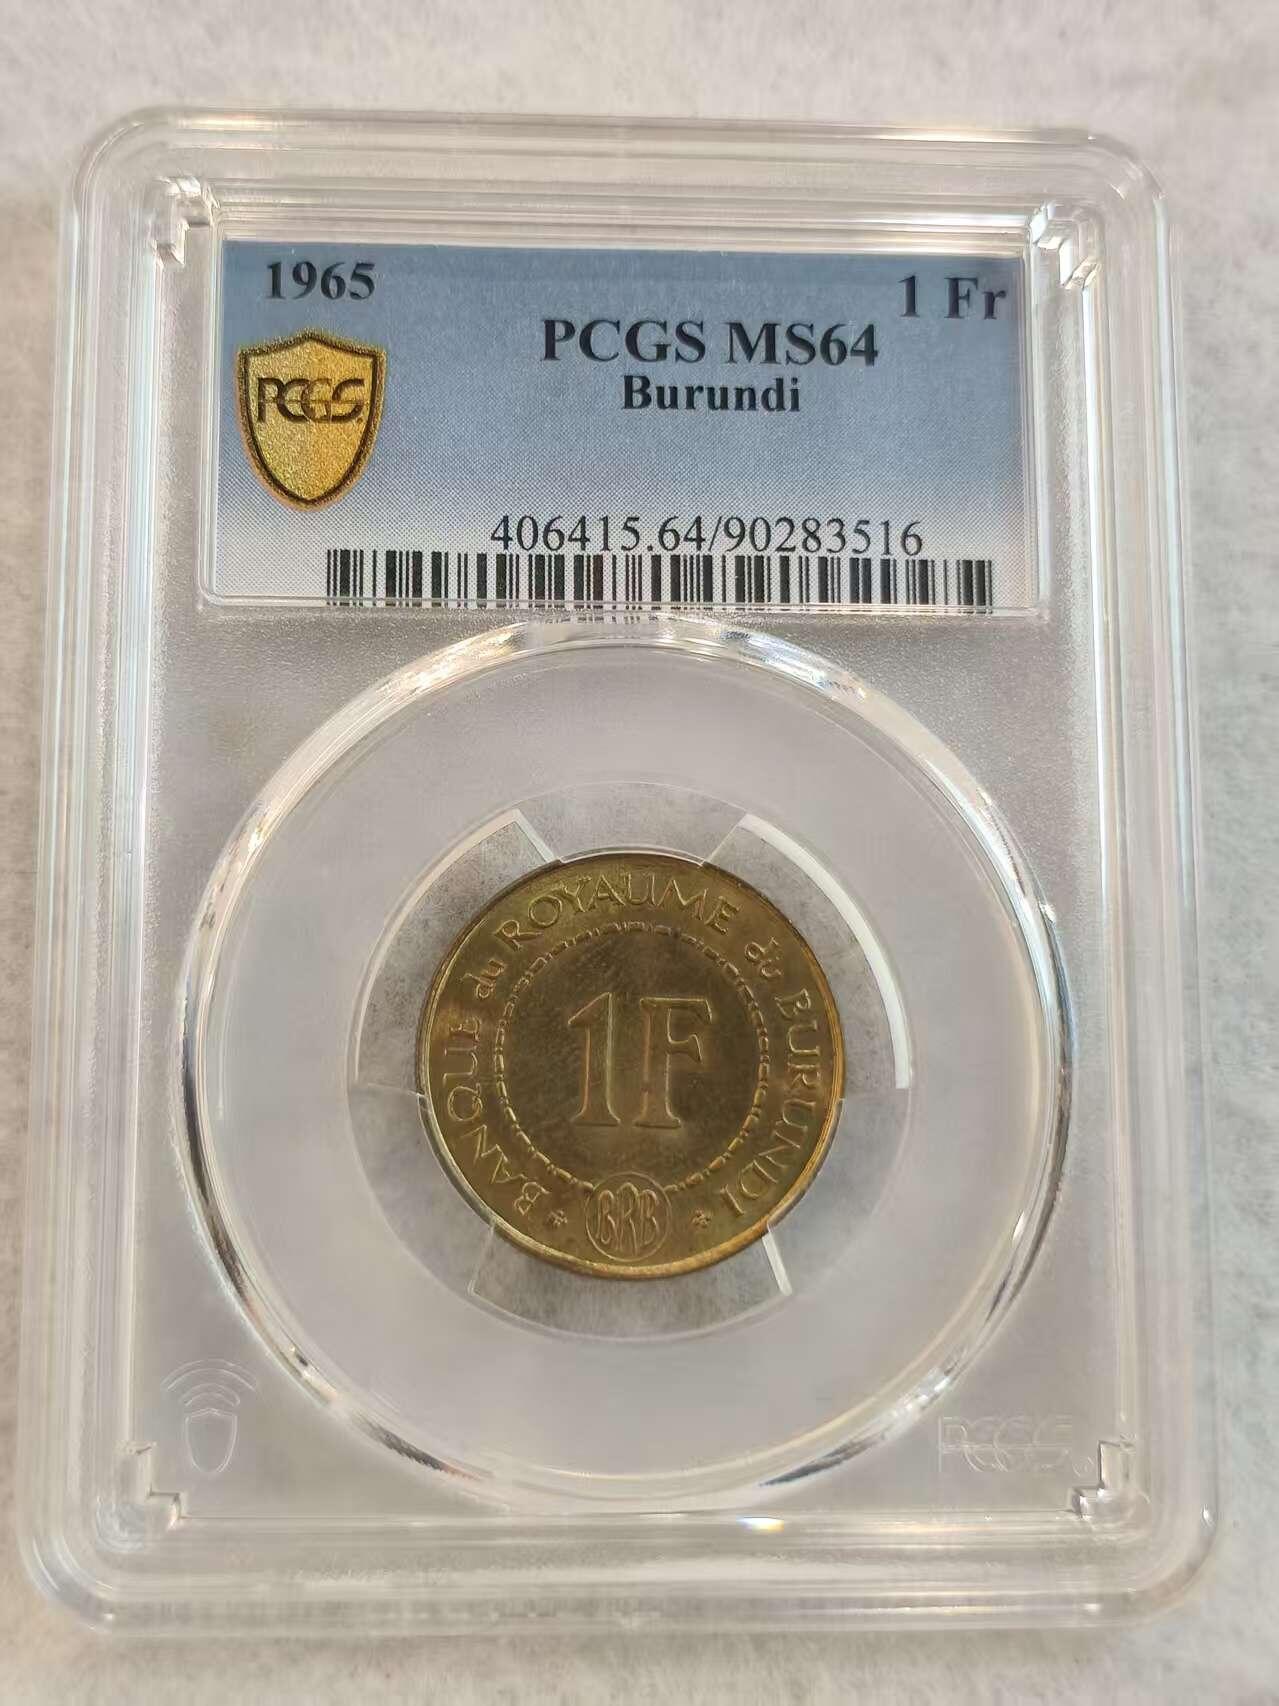 1965
1 Fr
PCGS MS64
Burundi
PCGS
406415.64/90283516
BANQUE du ROYAUME du BURUNDI
1F
BRB
PCGS